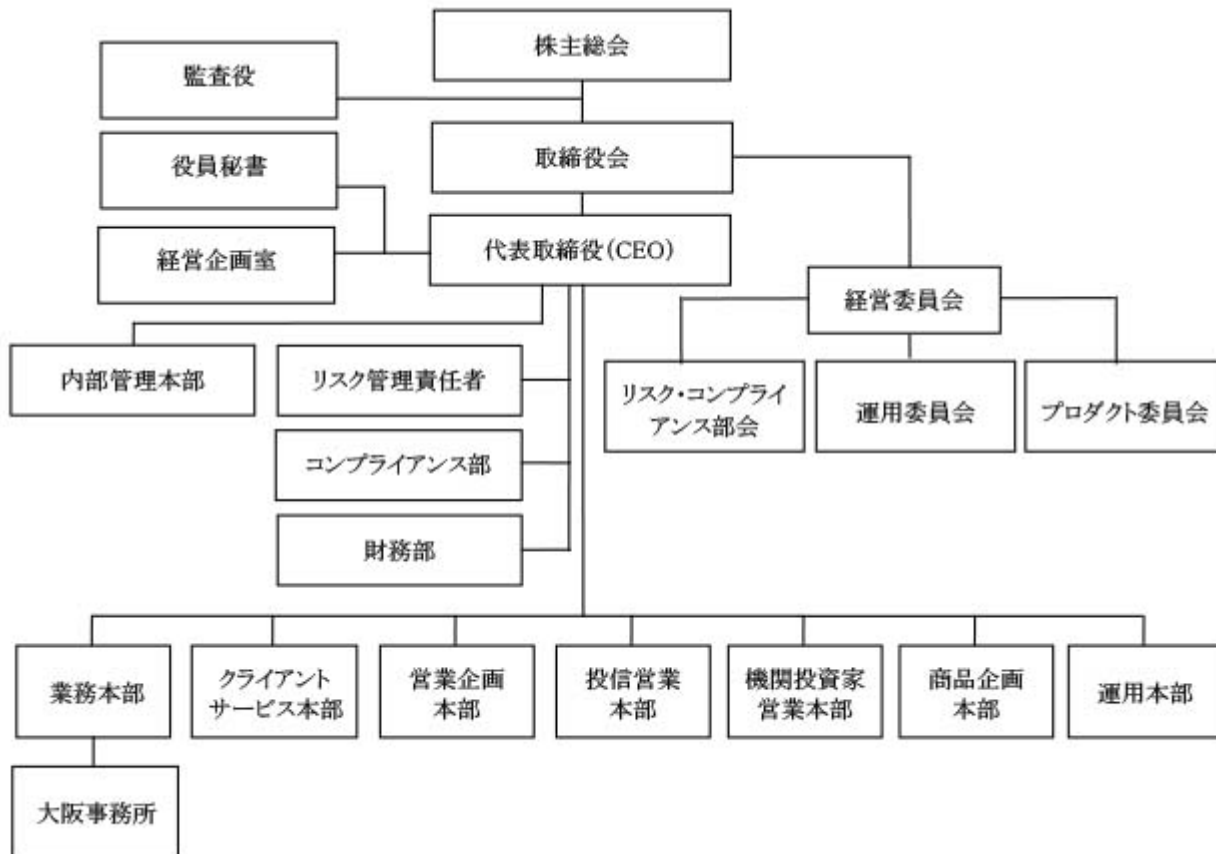 株主総会
監査役
取締役会
役員秘書
代表取締役(CEO)
経営企画室
経営委員会
内部管理本部
リスク管理責任者
リスク・コンプライ
アンス部会
運用委員会
プロダクト委員会
コンプライアンス部
財務部
業務本部
クライアント
サービス本部
営業企画
本部
投信営業
本部
機関投資家
営業本部
商品企画
本部
運用本部
大阪事務所